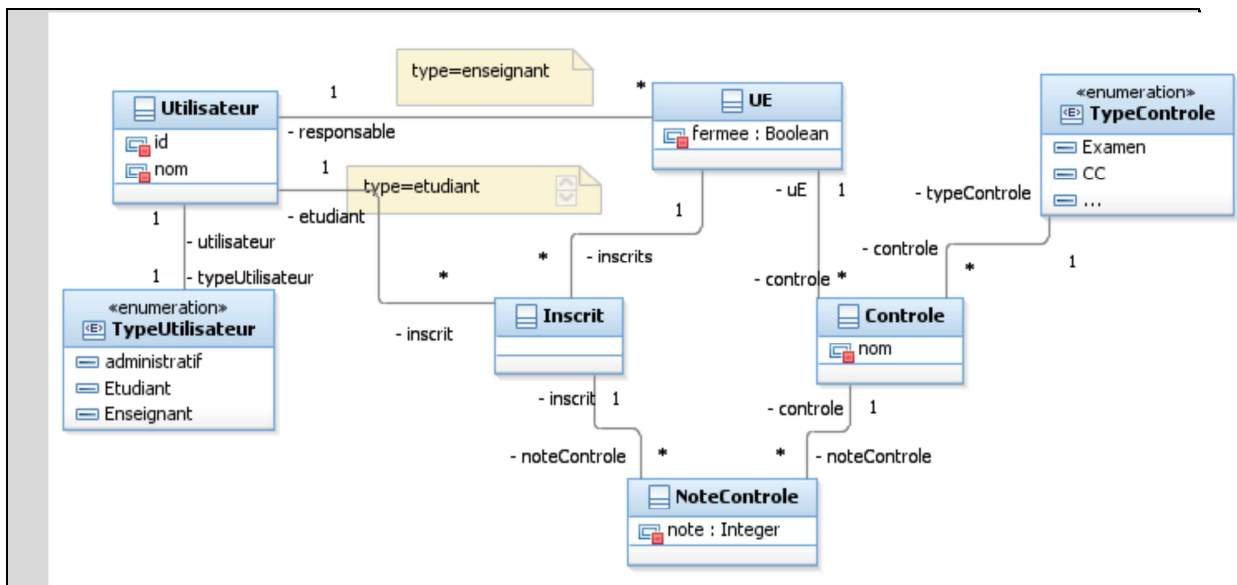 type=enseignant
1
*
Utilisateur
id
nom
- responsable
UE
fermee : Boolean
«enumeration»
TypeControle
Examen
CC
...
1
type=etudiant
- etudiant
1
- utilisateur
1
- typeUtilisateur
«enumeration»
TypeUtilisateur
administratif
Etudiant
Enseignant
*
- inscrit
1
*
- inscrits
- uE
1
- controle
*
- typeControle
1
- controle
*
Inscrit
Controle
nom
- inscrit
1
- noteControle
*
- controle
1
*
- noteControle
NoteControle
note : Integer